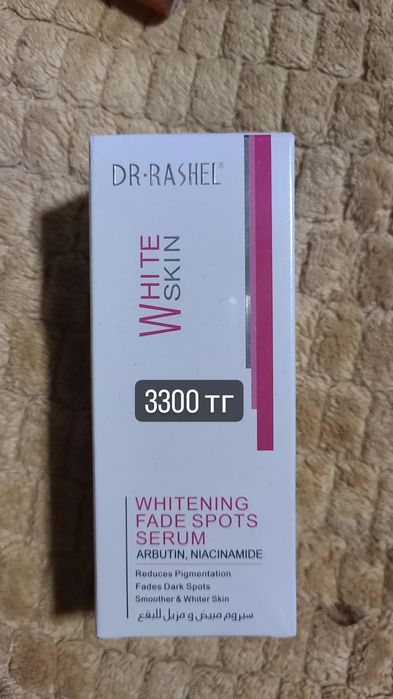 DR·RASHEL®
WHITE
SKIN
3300 тг
WHITENING
FADE SPOTS
SERUM
ARBUTIN, NIACINAMIDE
Reduces Pigmentation
Fades Dark Spots
Smoother & Whiter Skin
سيروم مبيض و مزيل للبقع